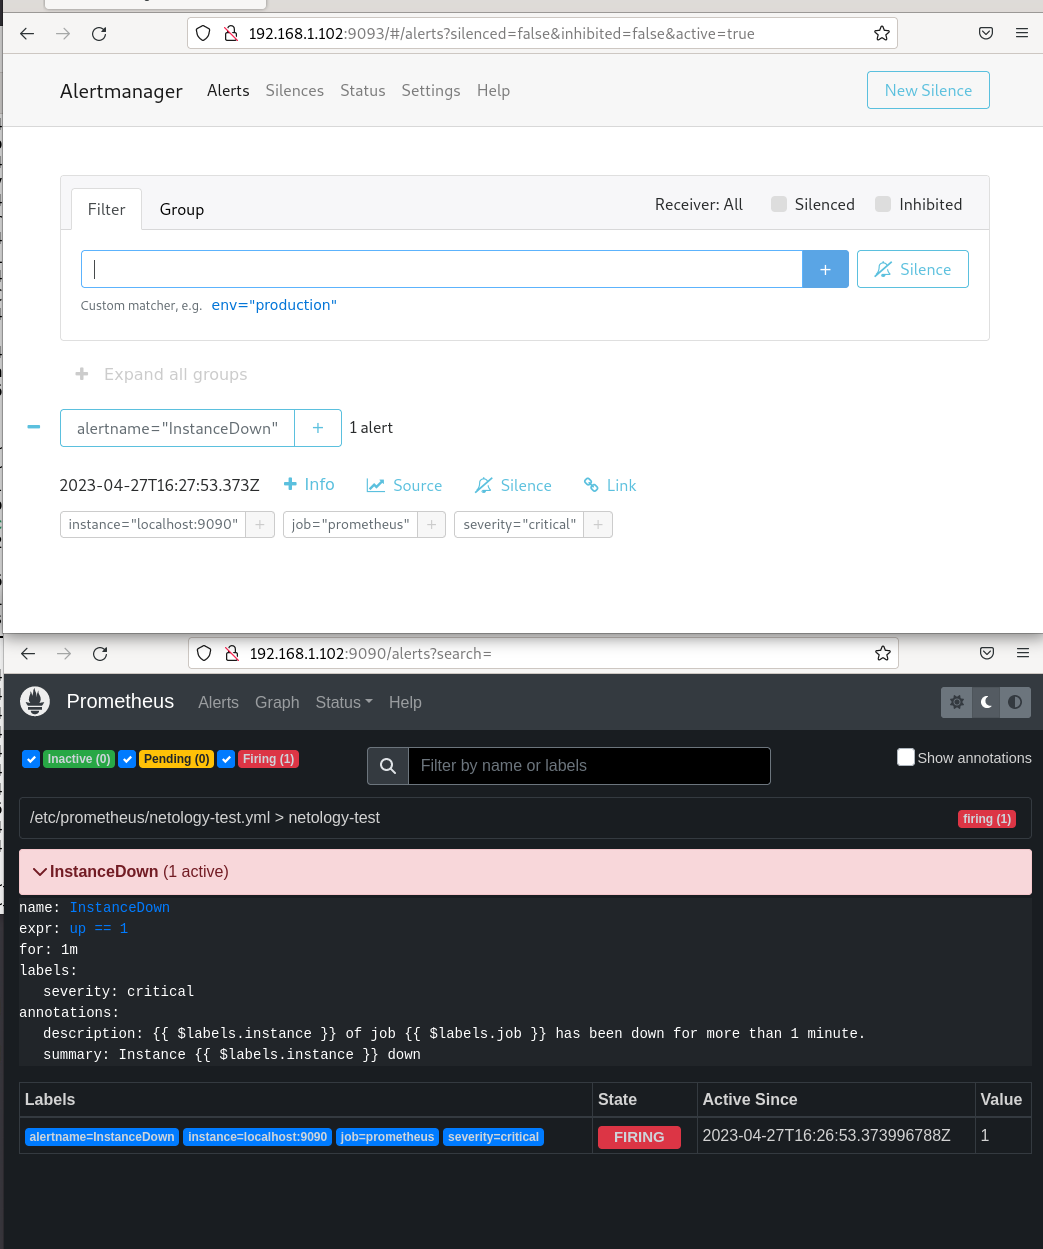 192.168.1.102:9093/#/alerts?silenced=false&inhibited=false&active=true
Alertmanager Alerts Silences Status Settings Help New Silence
Filter Group Receiver: All Silenced Inhibited
+ Silence
Custom matcher, e.g. env="production"
+ Expand all groups
alertname="InstanceDown" + 1 alert
2023-04-27T16:27:53.373Z + Info Source Silence Link
instance="localhost:9090" + job="prometheus" + severity="critical" +
192.168.1.102:9090/alerts?search=
Prometheus Alerts Graph Status Help
Inactive (0) Pending (0) Firing (1) Filter by name or labels Show annotations
/etc/prometheus/netology-test.yml > netology-test firing (1)
InstanceDown (1 active)
name: InstanceDown
expr: up == 1
for: 1m
labels:
severity: critical
annotations:
description: {{ $labels.instance }} of job {{ $labels.job }} has been down for more than 1 minute.
summary: Instance {{ $labels.instance }} down
Labels State Active Since Value
alertname=InstanceDown instance=localhost:9090 job=prometheus severity=critical FIRING 2023-04-27T16:26:53.373996788Z 1